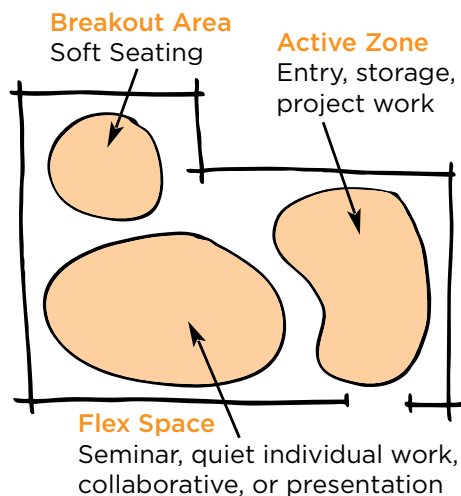 Breakout Area
Soft Seating
Active Zone
Entry, storage,
project work
Flex Space
Seminar, quiet individual work,
collaborative, or presentation